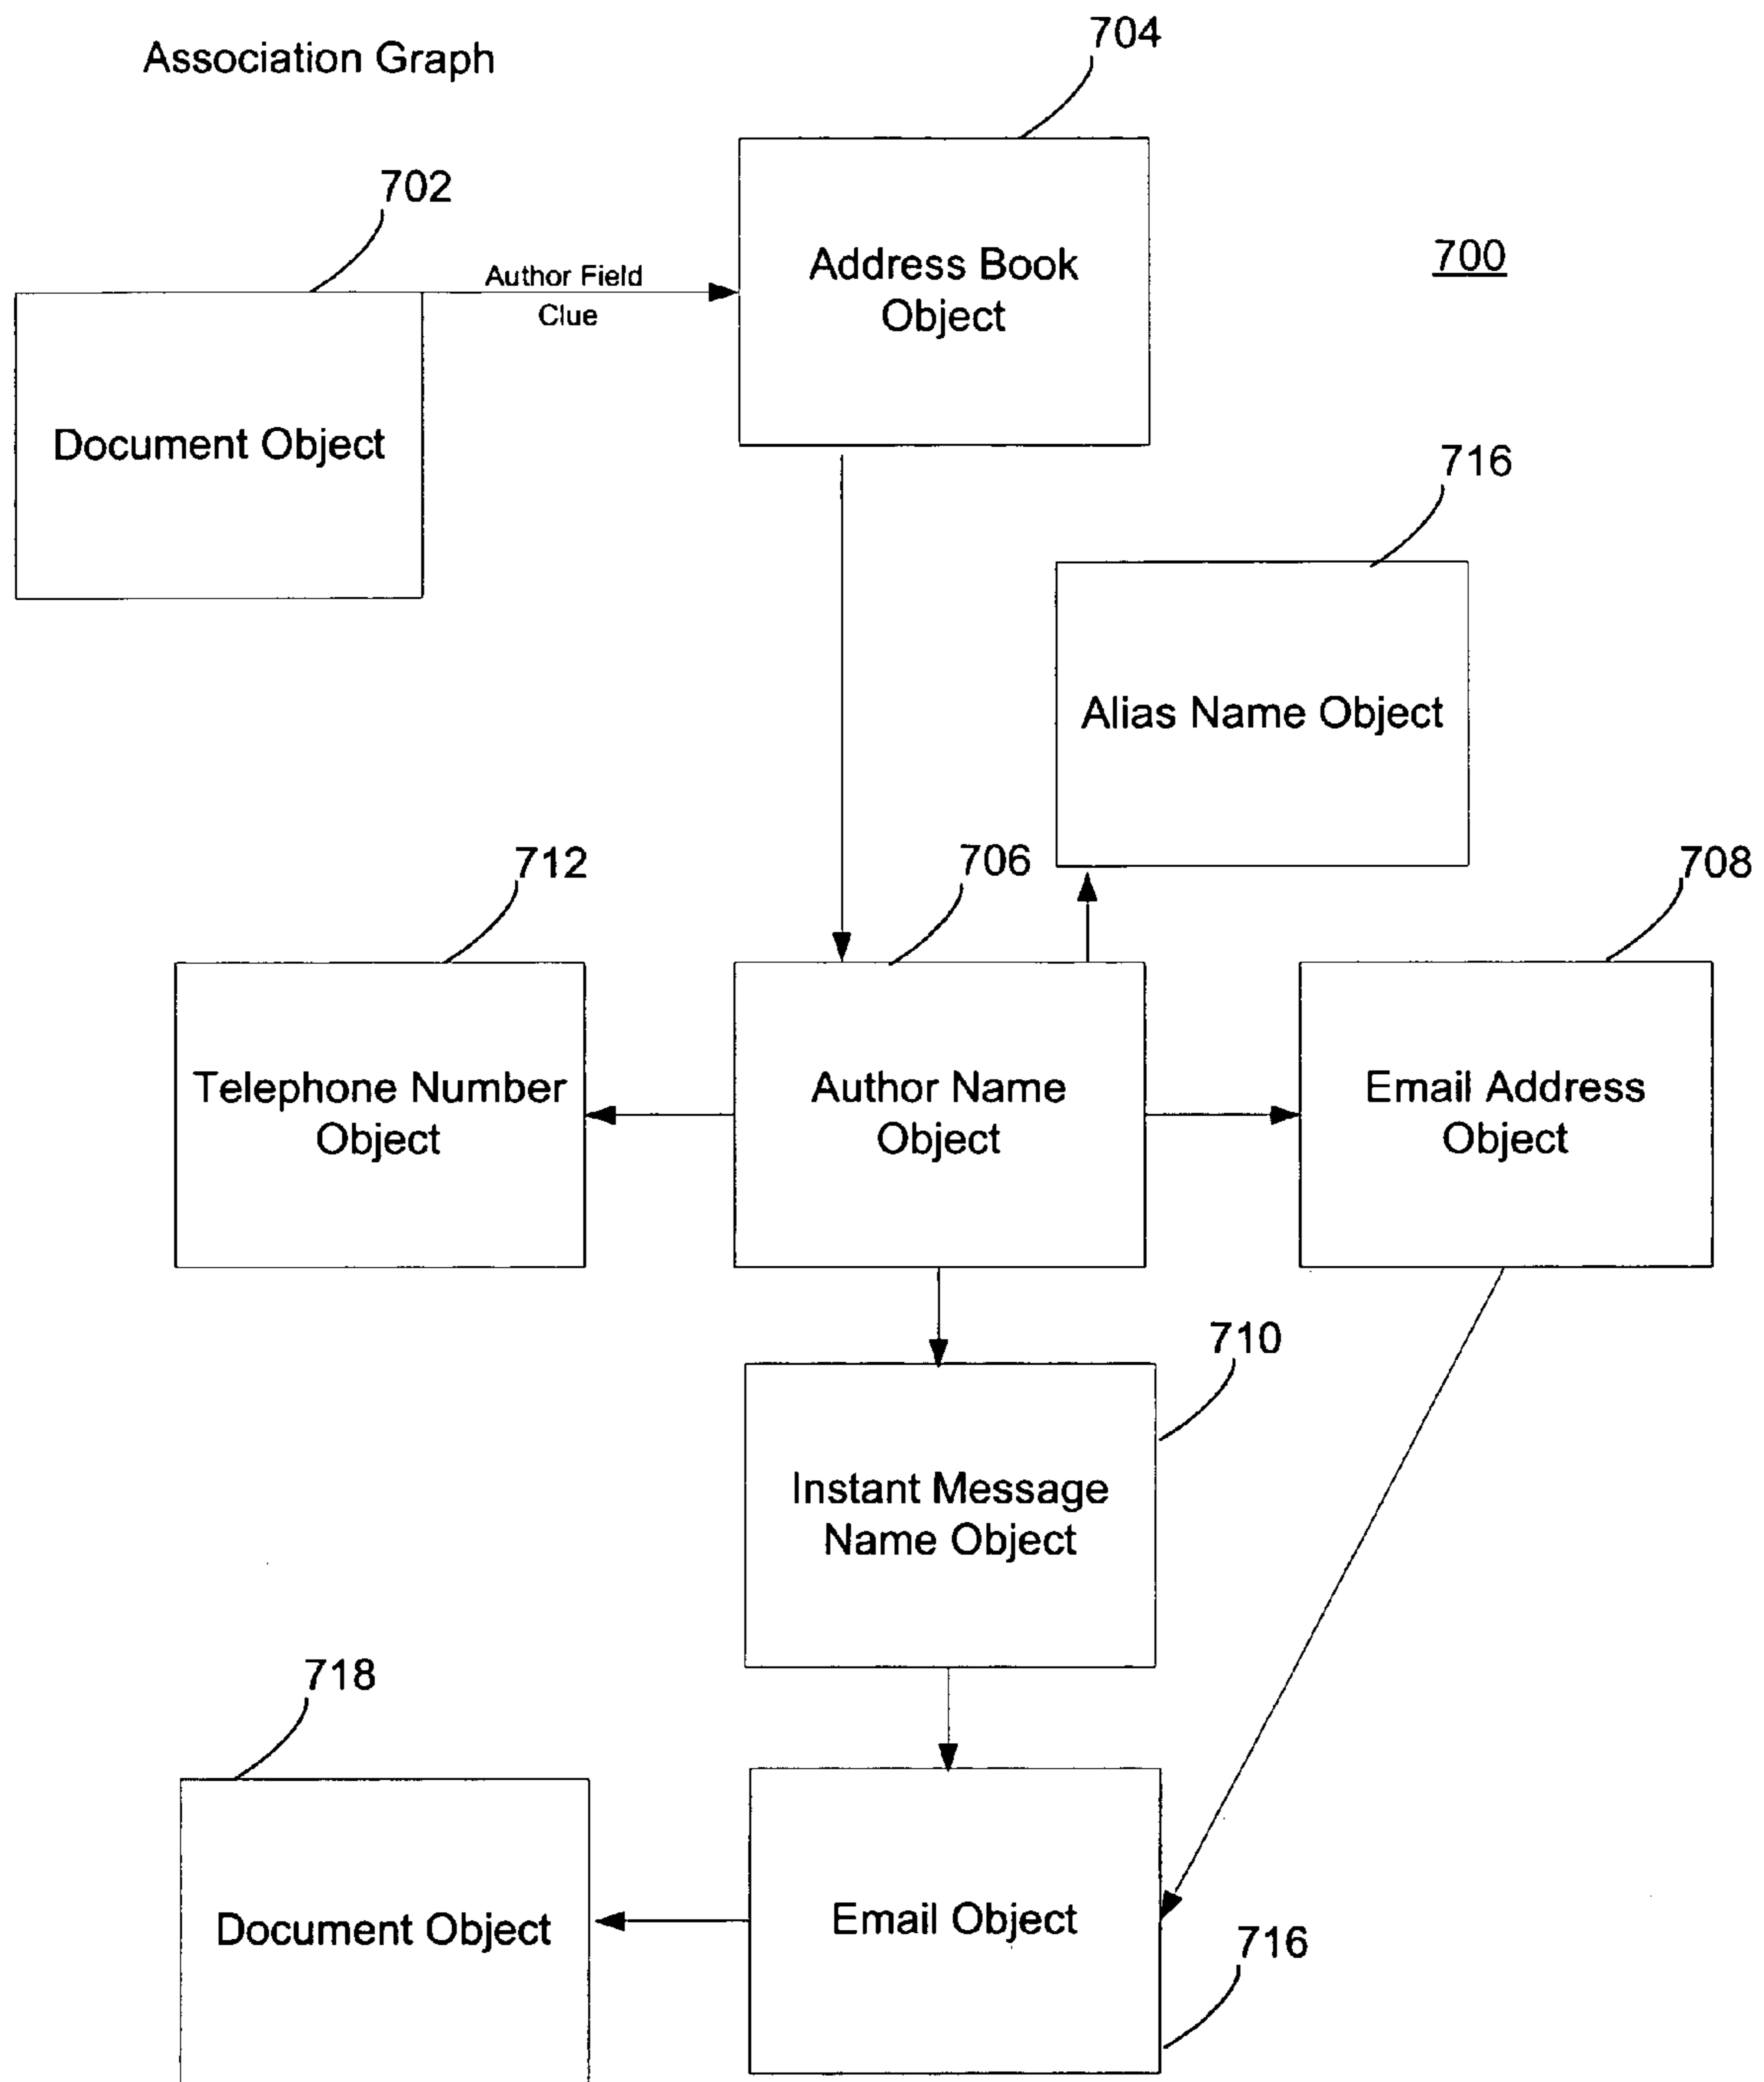 Association Graph
704
702
Address Book
Object
700
Author Field
Clue
Document Object
716
Alias Name Object
712
706
708
Telephone Number
Object
Author Name
Object
Email Address
Object
710
Instant Message
Name Object
718
Document Object
Email Object
716